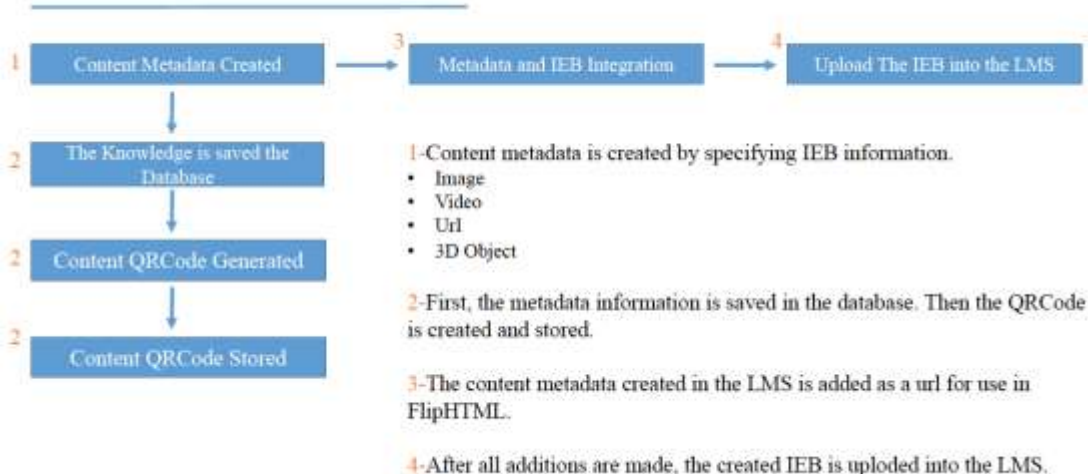 1 Content Metadata Created
3 Metadata and IEB Integration
4 Upload The IEB into the LMS
2 The Knowledge is saved the
Database
2 Content QRCode Generated
2 Content QRCode Stored
1-Content metadata is created by specifying IEB information.
• Image
• Video
• Url
• 3D Object
2-First, the metadata information is saved in the database. Then the QRCode
is created and stored.
3-The content metadata created in the LMS is added as a url for use in
FlipHTML.
4-After all additions are made, the created IEB is uploded into the LMS.